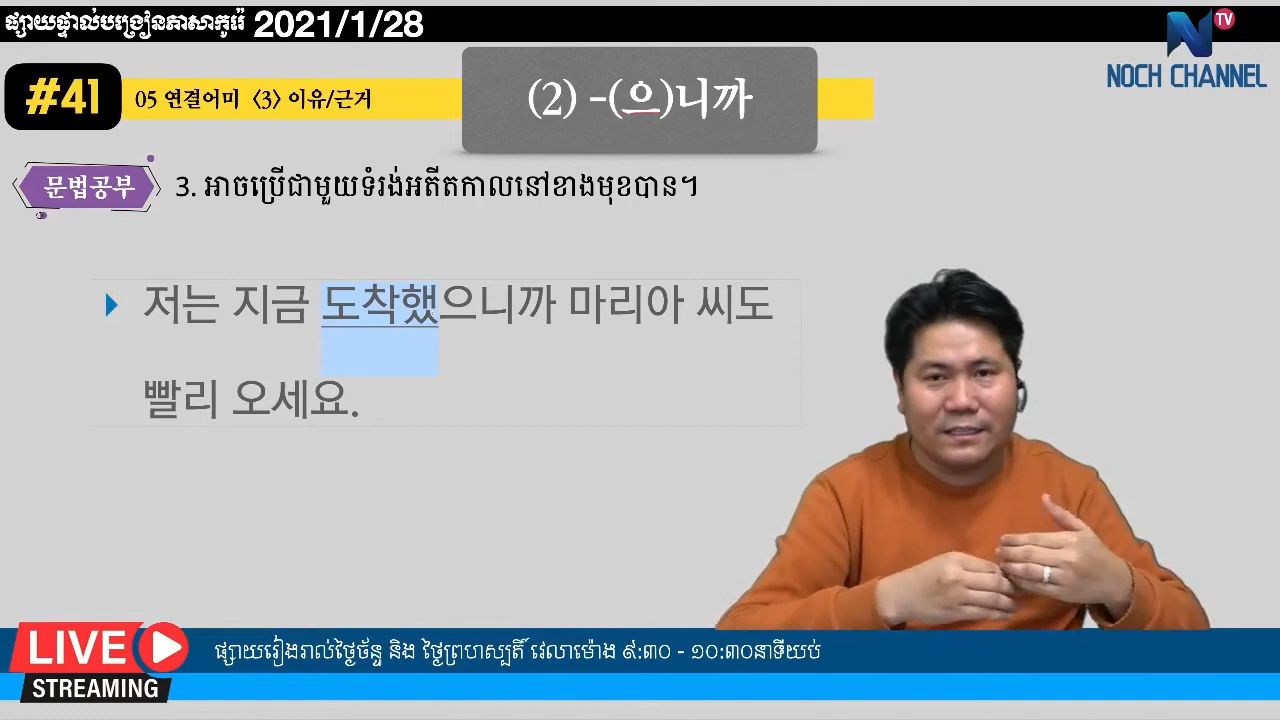 ផ្សាយផ្ទាល់បង្រៀនភាសាកូរ៉េ 2021/1/28
TV
NOCH CHANNEL
#41 05 연결어미 〈3〉 이유/근거
(2) -(으)니까
문법공부 3. អាចប្រើជាមួយទំរង់អតីតកាលនៅខាងមុខបាន។
저는 지금 도착했으니까 마리아 씨도
빨리 오세요.
LIVE
STREAMING
ផ្សាយរៀងរាល់ថ្ងៃច័ន្ទ និង ថ្ងៃព្រហស្បតិ៍ វេលាម៉ោង ៩:៣០ - ១០:៣០នាទីយប់